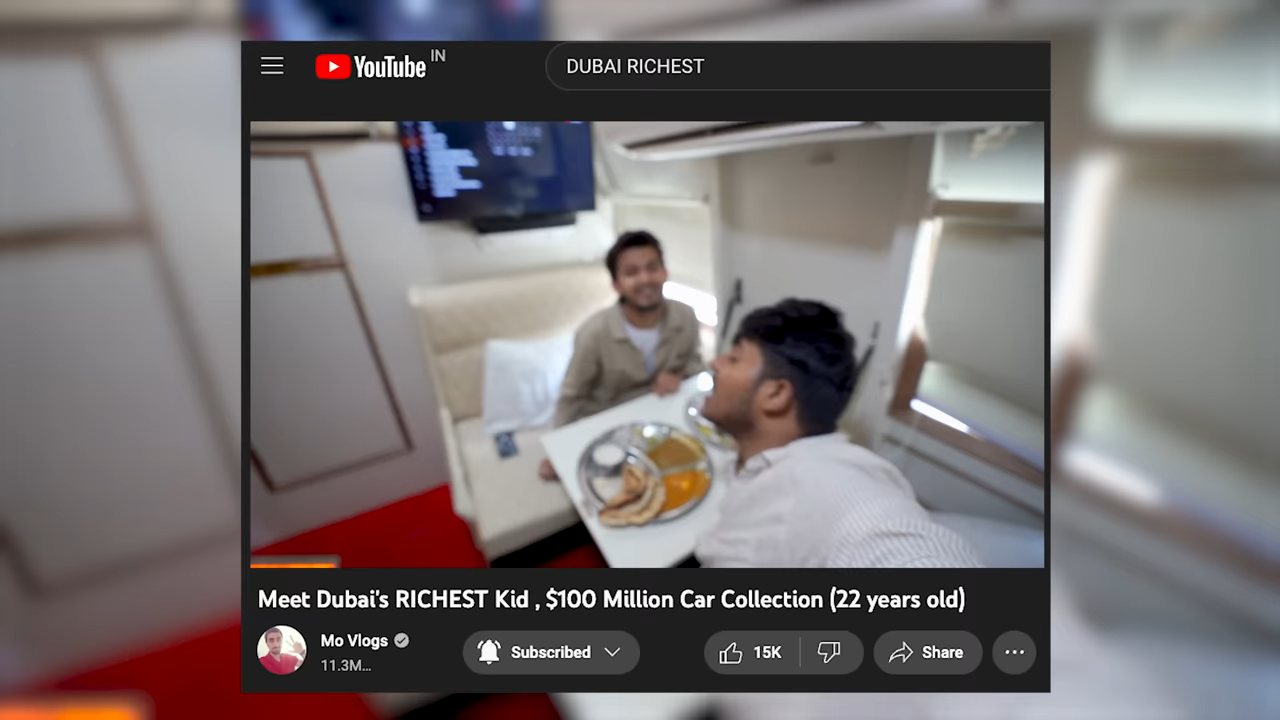 YouTube IN
DUBAI RICHEST
Meet Dubai's RICHEST Kid , $100 Million Car Collection (22 years old)
Mo Vlogs
11.3M...
Subscribed
15K
Share